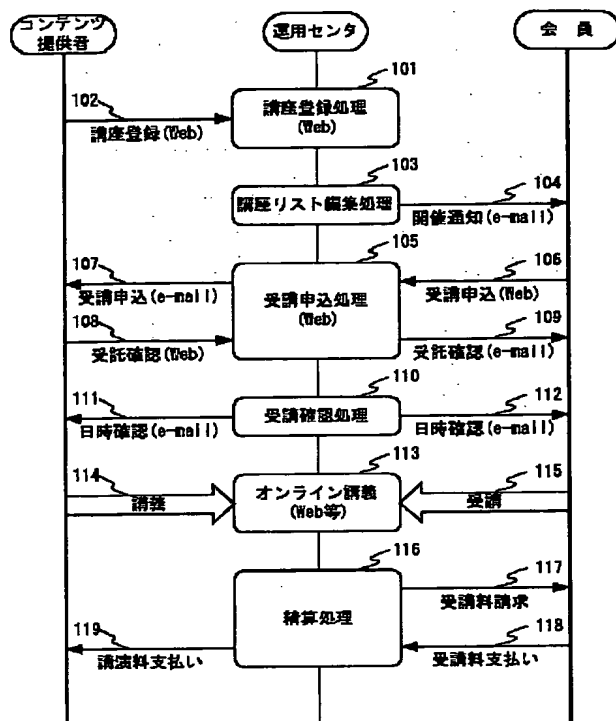 コンテンツ
提供者
運用センタ
会員
101
102
講座登録処理
(Web)
講座登録(Web)
103
104
講座リスト編集処理
開催通知(e-mail)
105
107
106
受講申込(e-mail)
受講申込処理
(Web)
受講申込(Web)
108
109
受託確認(Web)
受託確認(e-mail)
110
111
112
受講確認処理
日時確認(e-mail)
日時確認(e-mail)
113
114
115
オンライン講義
(Web等)
講義
受講
116
117
受講料請求
精算処理
119
118
講演料支払い
受講料支払い